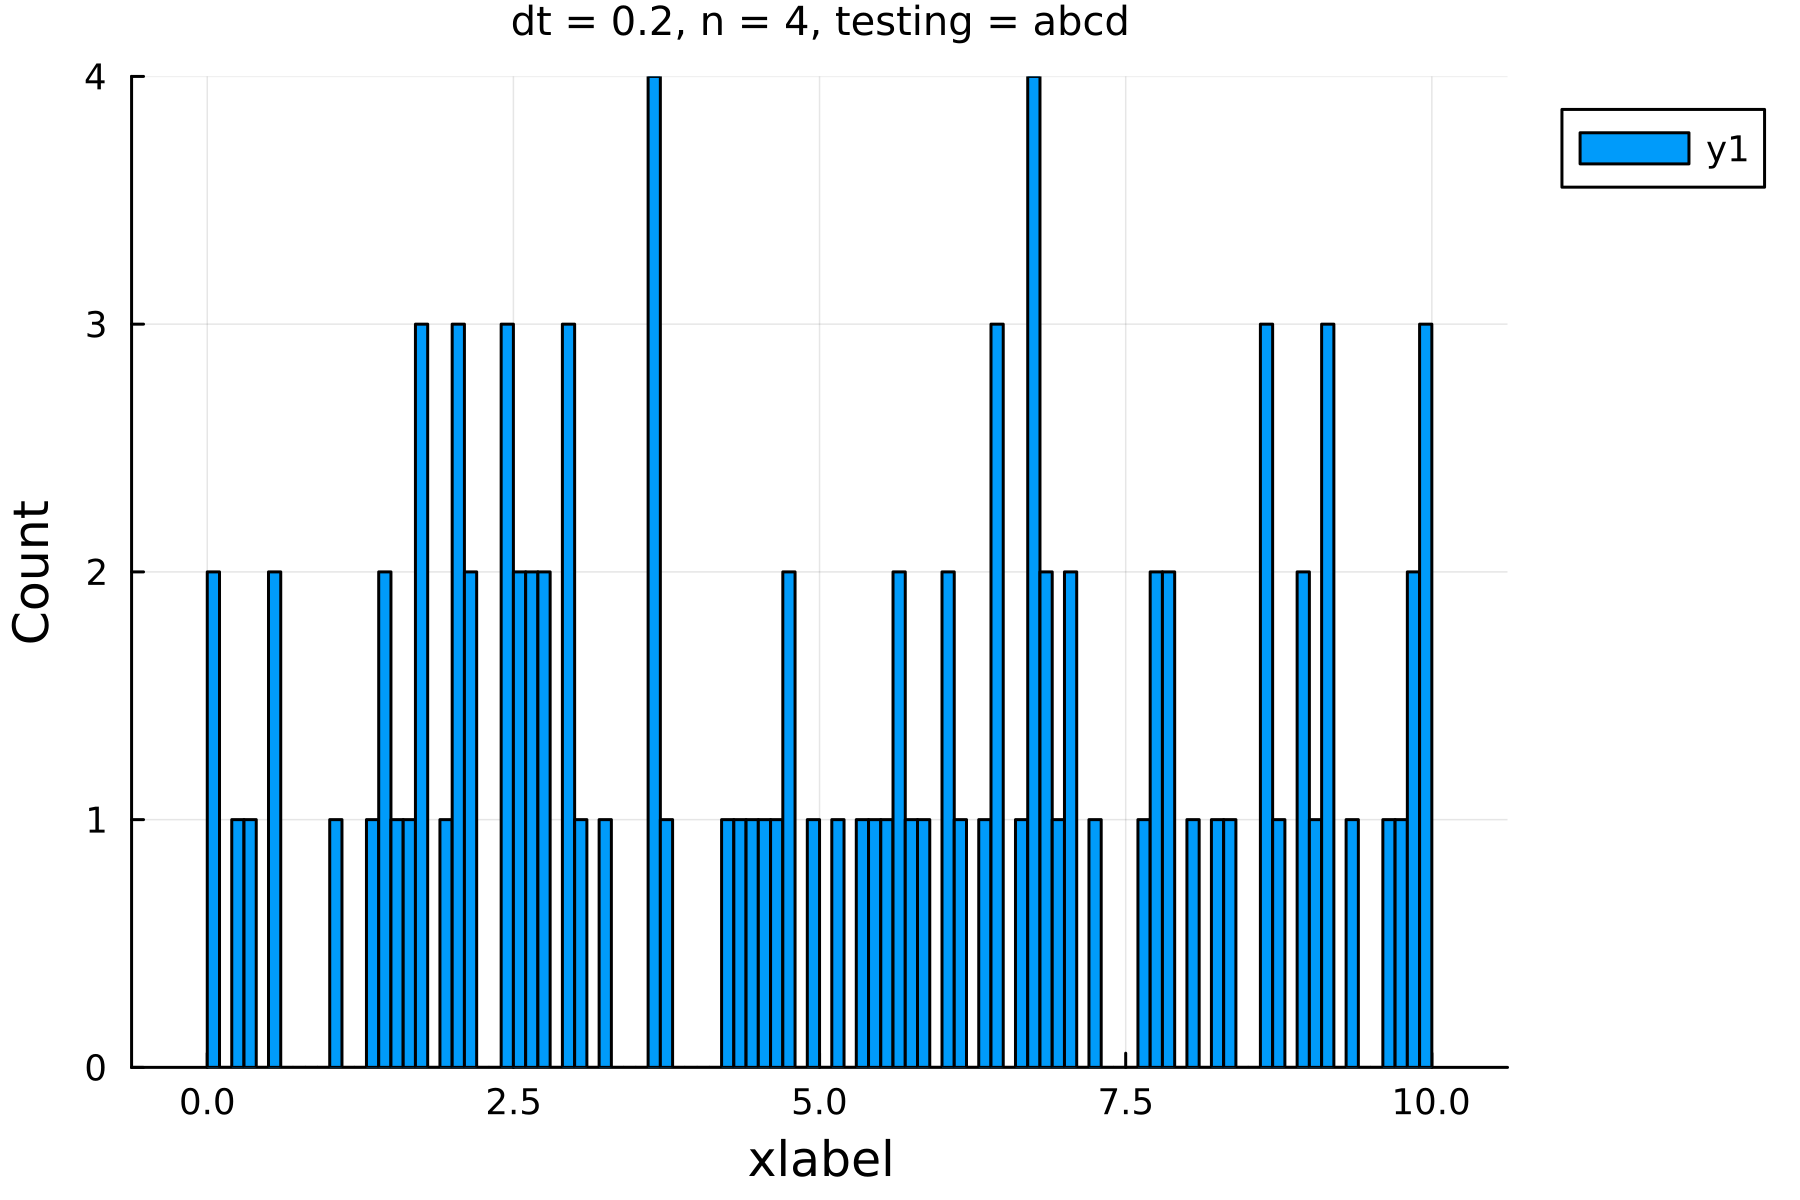 dt = 0.2, n = 4, testing = abcd
y1
4
3
2
1
0
Count
0.0 2.5 5.0 7.5 10.0
xlabel